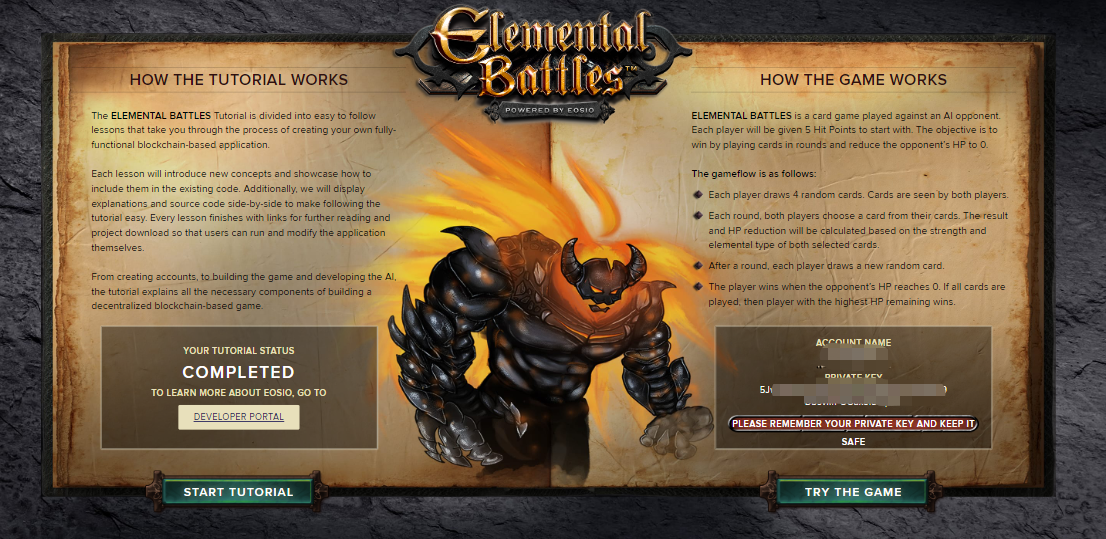 Elemental
Battles™
POWERED BY EOSIO
HOW THE TUTORIAL WORKS
The ELEMENTAL BATTLES Tutorial is divided into easy to follow
lessons that take you through the process of creating your own fully-
functional blockchain-based application.
Each lesson will introduce new concepts and showcase how to
include them in the existing code. Additionally, we will display
explanations and source code side-by-side to make following the
tutorial easy. Every lesson finishes with links for further reading and
project download so that users can run and modify the application
themselves.
From creating accounts, to building the game and developing the AI,
the tutorial explains all the necessary components of building a
decentralized blockchain-based game.
YOUR TUTORIAL STATUS
COMPLETED
TO LEARN MORE ABOUT EOSIO, GO TO
DEVELOPER PORTAL
START TUTORIAL
HOW THE GAME WORKS
ELEMENTAL BATTLES is a card game played against an AI opponent.
Each player will be given 5 Hit Points to start with. The objective is to
win by playing cards in rounds and reduce the opponent's HP to 0.
The gameflow is as follows:
Each player draws 4 random cards. Cards are seen by both players.
Each round, both players choose a card from their cards. The result
and HP reduction will be calculated based on the strength and
elemental type of both selected cards.
After a round, each player draws a new random card.
The player wins when the opponent's HP reaches 0. If all cards are
played, then player with the highest HP remaining wins.
ACCOUNT NAME
PRIVATE KEY
PLEASE REMEMBER YOUR PRIVATE KEY AND KEEP IT
SAFE
TRY THE GAME